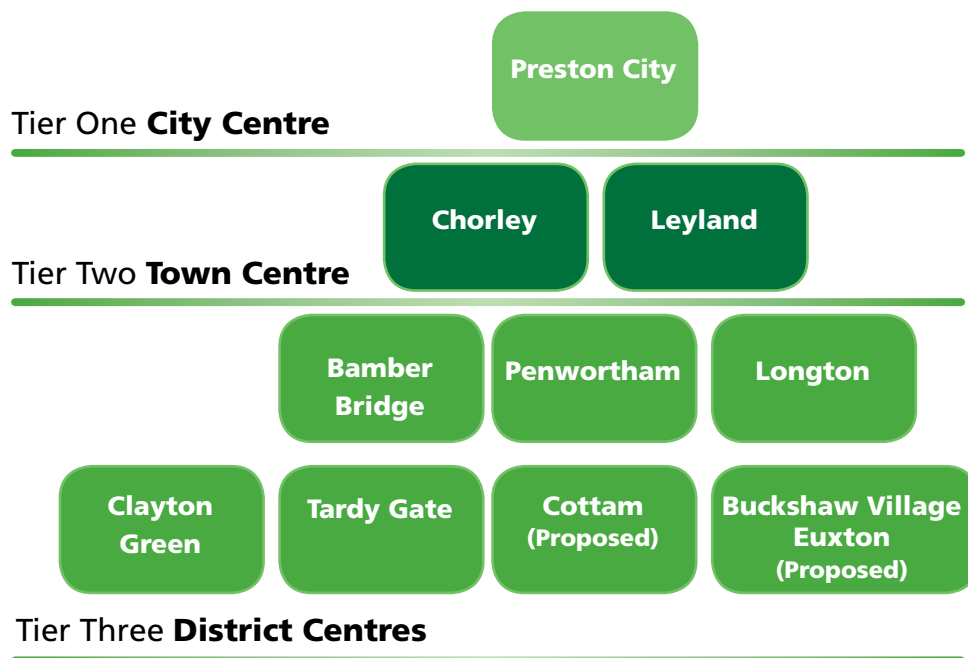 Preston City
Tier One City Centre
Chorley
Leyland
Tier Two Town Centre
Bamber
Bridge
Penwortham
Longton
Clayton
Green
Tardy Gate
Cottam
(Proposed)
Buckshaw Village
Euxton
(Proposed)
Tier Three District Centres